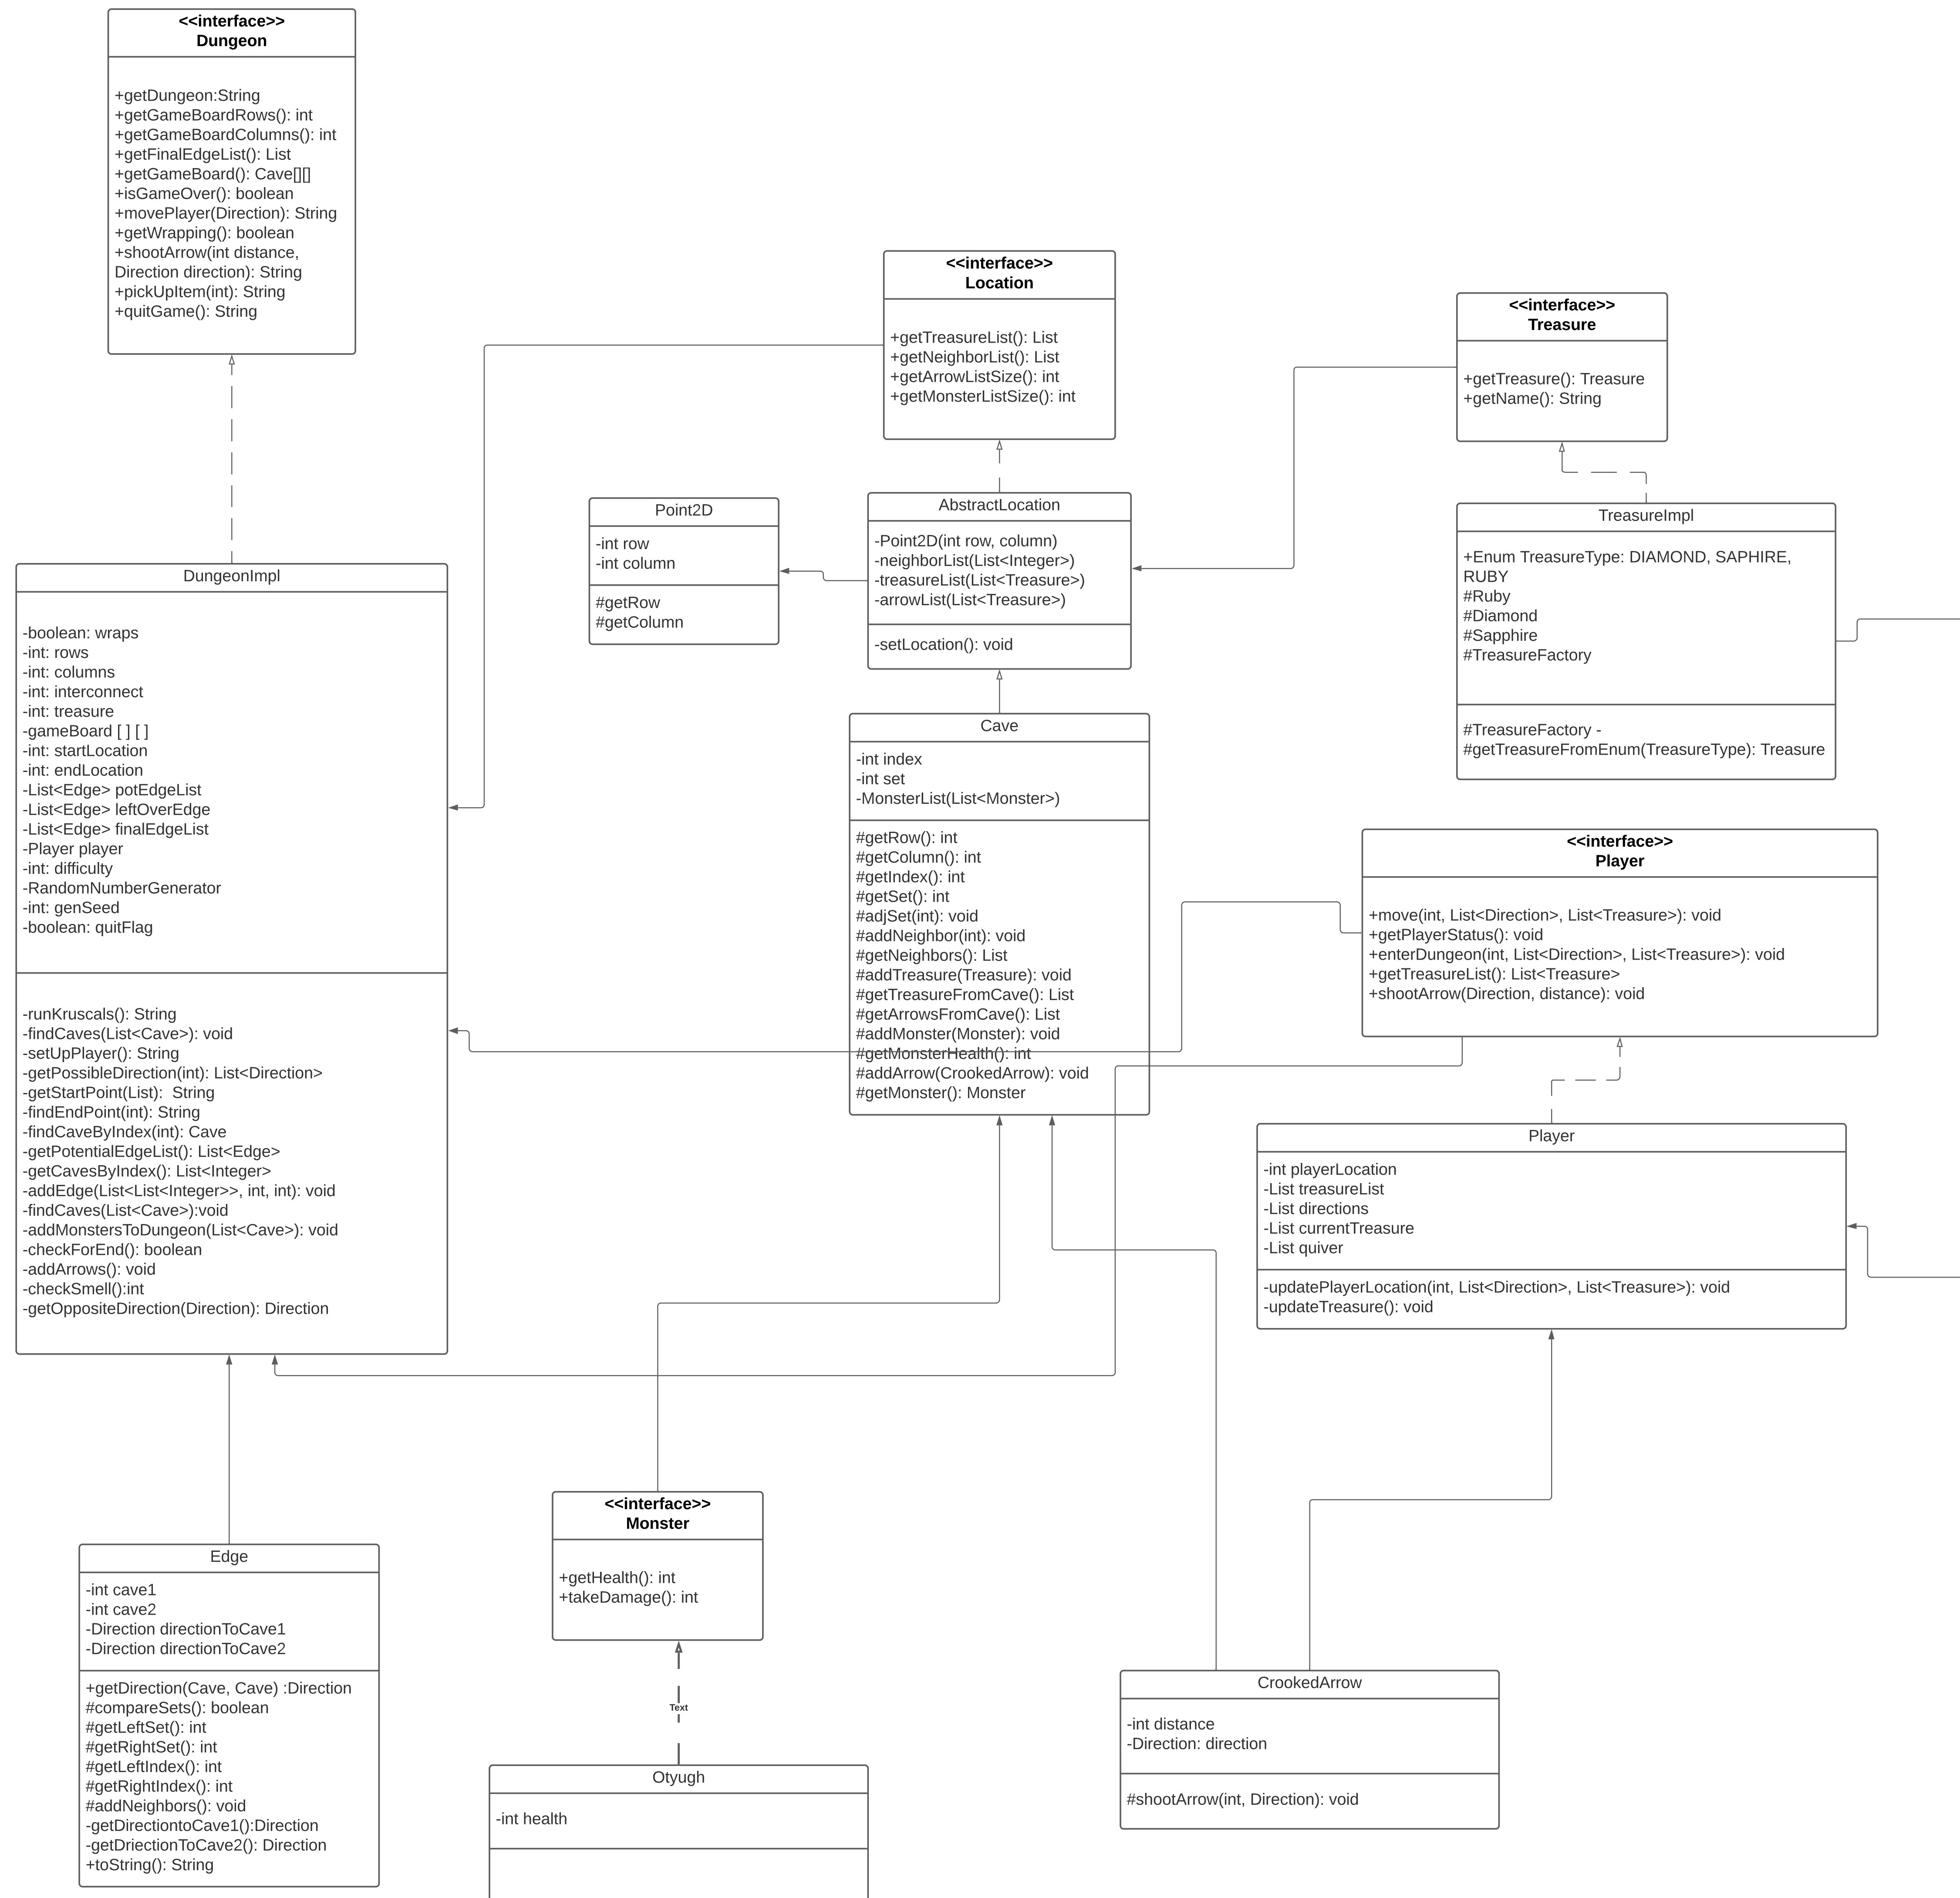 <<interface>>
Dungeon
+getDungeon:String
+getGameBoardRows(): int
+getGameBoardColumns(): int
+getFinalEdgeList(): List
+getGameBoard(): Cave[][]
+isGameOver(): boolean
+movePlayer(Direction): String
+getWrapping(): boolean
+shootArrow(int distance,
Direction direction): String
+pickUpItem(int): String
+quitGame(): String
<<interface>>
Location
+getTreasureList(): List
+getNeighborList(): List
+getArrowListSize(): int
+getMonsterListSize(): int
<<interface>>
Treasure
+getTreasure(): Treasure
+getName(): String
Point2D
-int row
-int column
#getRow
#getColumn
AbstractLocation
-Point2D(int row, column)
-neighborList(List<Integer>)
-treasureList(List<Treasure>)
-arrowList(List<Treasure>)
-setLocation(): void
TreasureImpl
+Enum TreasureType: DIAMOND, SAPHIRE,
RUBY
#Ruby
#Diamond
#Sapphire
#TreasureFactory
#TreasureFactory -
#getTreasureFromEnum(TreasureType): Treasure
DungeonImpl
-boolean: wraps
-int: rows
-int: columns
-int: interconnect
-int: treasure
-gameBoard [ ] [ ]
-int: startLocation
-int: endLocation
-List<Edge> potEdgeList
-List<Edge> leftOverEdge
-List<Edge> finalEdgeList
-Player player
-int: difficulty
-RandomNumberGenerator
-int: genSeed
-boolean: quitFlag
-runKruscals(): String
-findCaves(List<Cave>): void
-setUpPlayer(): String
-getPossibleDirection(int): List<Direction>
-getStartPoint(List):  String
-findEndPoint(int): String
-findCaveByIndex(int): Cave
-getPotentialEdgeList(): List<Edge>
-getCavesByIndex(): List<Integer>
-addEdge(List<List<Integer>>, int, int): void
-findCaves(List<Cave>):void
-addMonstersToDungeon(List<Cave>): void
-checkForEnd(): boolean
-addArrows(): void
-checkSmell():int
-getOppositeDirection(Direction): Direction
Cave
-int index
-int set
-MonsterList(List<Monster>)
#getRow(): int
#getColumn(): int
#getIndex(): int
#getSet(): int
#adjSet(int): void
#addNeighbor(int): void
#getNeighbors(): List
#addTreasure(Treasure): void
#getTreasureFromCave(): List
#getArrowsFromCave(): List
#addMonster(Monster): void
#getMonsterHealth(): int
#addArrow(CrookedArrow): void
#getMonster(): Monster
<<interface>>
Player
+move(int, List<Direction>, List<Treasure>): void
+getPlayerStatus(): void
+enterDungeon(int, List<Direction>, List<Treasure>): void
+getTreasureList(): List<Treasure>
+shootArrow(Direction, distance): void
Player
-int playerLocation
-List treasureList
-List directions
-List currentTreasure
-List quiver
-updatePlayerLocation(int, List<Direction>, List<Treasure>): void
-updateTreasure(): void
Edge
-int cave1
-int cave2
-Direction directionToCave1
-Direction directionToCave2
+getDirection(Cave, Cave) :Direction
#compareSets(): boolean
#getLeftSet(): int
#getRightSet(): int
#getLeftIndex(): int
#getRightIndex(): int
#addNeighbors(): void
-getDirectiontoCave1():Direction
-getDriectionToCave2(): Direction
+toString(): String
<<interface>>
Monster
+getHealth(): int
+takeDamage(): int
Text
Otyugh
-int health
CrookedArrow
-int distance
-Direction: direction
#shootArrow(int, Direction): void